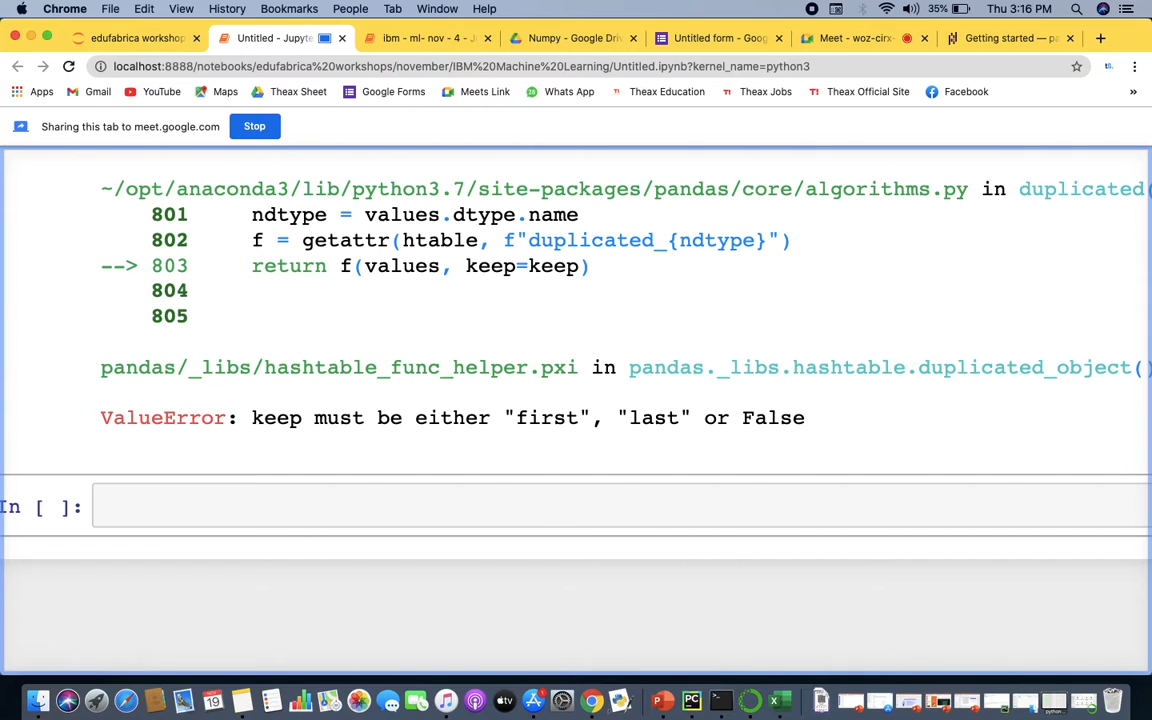 Chrome File Edit View History Bookmarks People Tab Window Help 35% Thu 3:16 PM
edufabrica workshop Untitled - Jupyte ibm - ml- nov - 4 - J Numpy - Google Driv Untitled form - Goog Meet - woz-cirx- Getting started — pa
localhost:8888/notebooks/edufabrica%20workshops/november/IBM%20Machine%20Learning/Untitled.ipynb?kernel_name=python3
Apps Gmail YouTube Maps Theax Sheet Google Forms Meets Link Whats App Theax Education Theax Jobs Theax Official Site Facebook »
Sharing this tab to meet.google.com Stop
~/opt/anaconda3/lib/python3.7/site-packages/pandas/core/algorithms.py in duplicated(
801 ndtype = values.dtype.name
802 f = getattr(htable, f"duplicated_{ndtype}")
--> 803 return f(values, keep=keep)
804
805
pandas/_libs/hashtable_func_helper.pxi in pandas._libs.hashtable.duplicated_object()
ValueError: keep must be either "first", "last" or False
In [ ]: